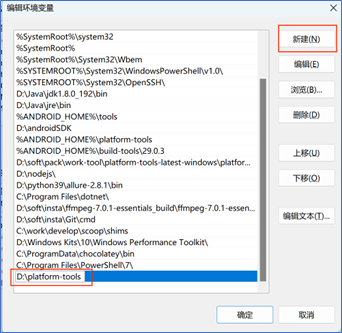 编辑环境变量
%SystemRoot%\system32
%SystemRoot%
%SystemRoot%\System32\Wbem
%SYSTEMROOT%\System32\WindowsPowerShell\v1.0\
%SYSTEMROOT%\System32\OpenSSH\
D:\Java\jdk1.8.0_192\bin
D:\Java\jre\bin
%ANDROID_HOME%\tools
D:\androidSDK
%ANDROID_HOME%\platform-tools
%ANDROID_HOME%\build-tools\29.0.3
D:\soft\pack\work-tool\platform-tools-latest-windows\platfor...
D:\nodejs\
D:\python39\allure-2.8.1\bin
C:\Program Files\dotnet\
D:\soft\insta\ffmpeg-7.0.1-essentials_build\ffmpeg-7.0.1-essen...
D:\soft\insta\Git\cmd
C:\work\develop\scoop\shims
D:\Windows Kits\10\Windows Performance Toolkit\
C:\ProgramData\chocolatey\bin
C:\Program Files\PowerShell\7\
D:\platform-tools
新建(N)
编辑(E)
浏览(B)...
删除(D)
上移(U)
下移(O)
编辑文本(T)...
确定
取消